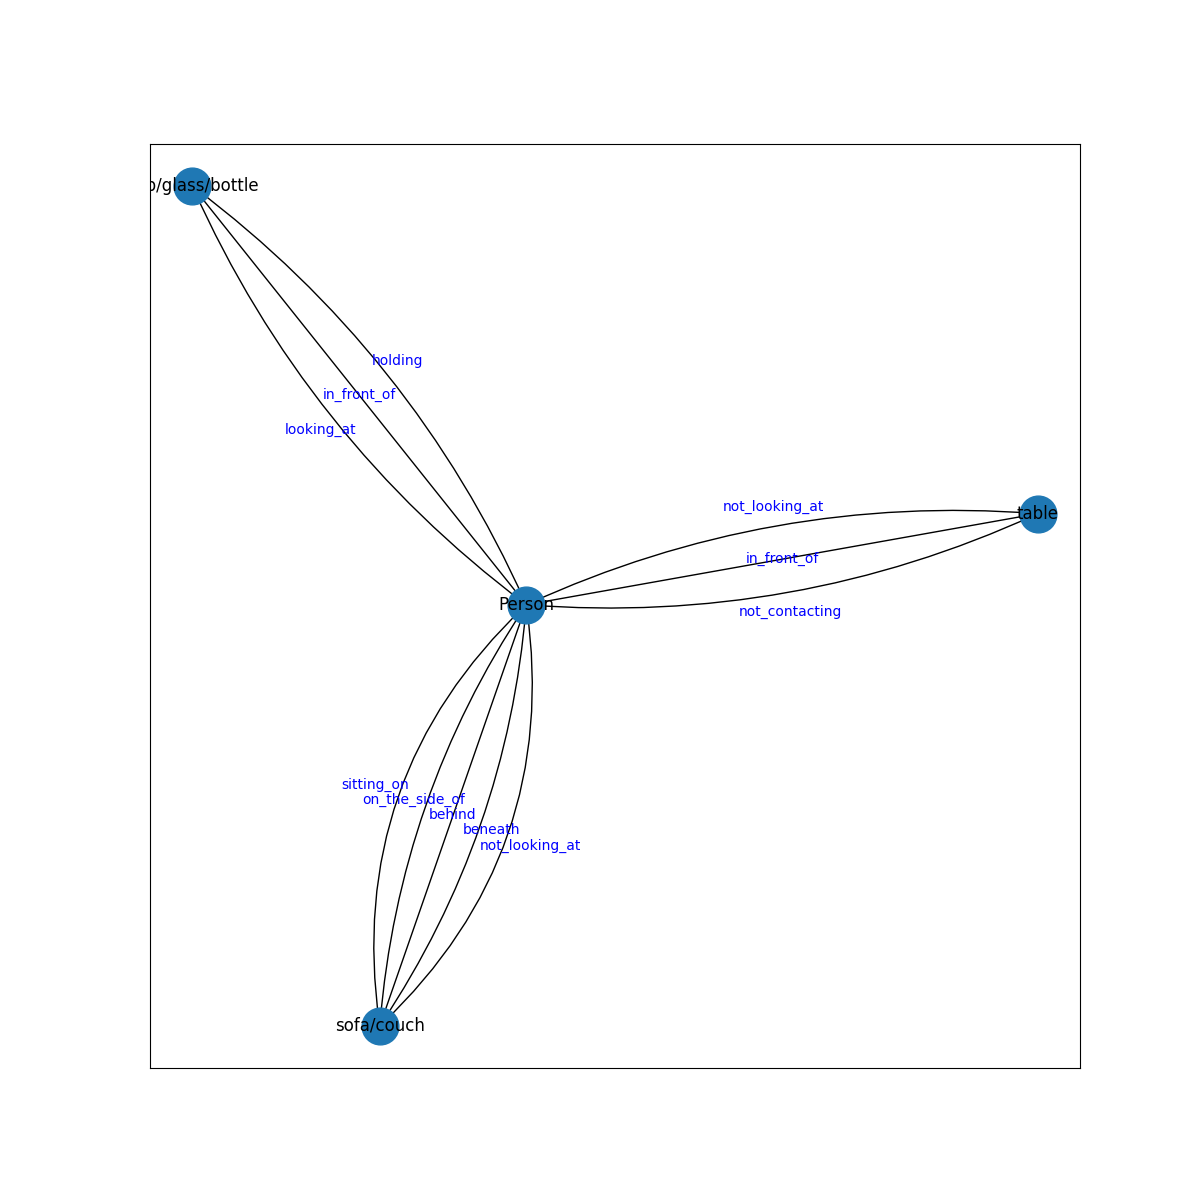 /glass/bottle
holding
in_front_of
looking_at
not_looking_at
table
in_front_of
Person
not_contacting
sitting_on
on_the_side_of
behind
beneath
not_looking_at
sofa/couch